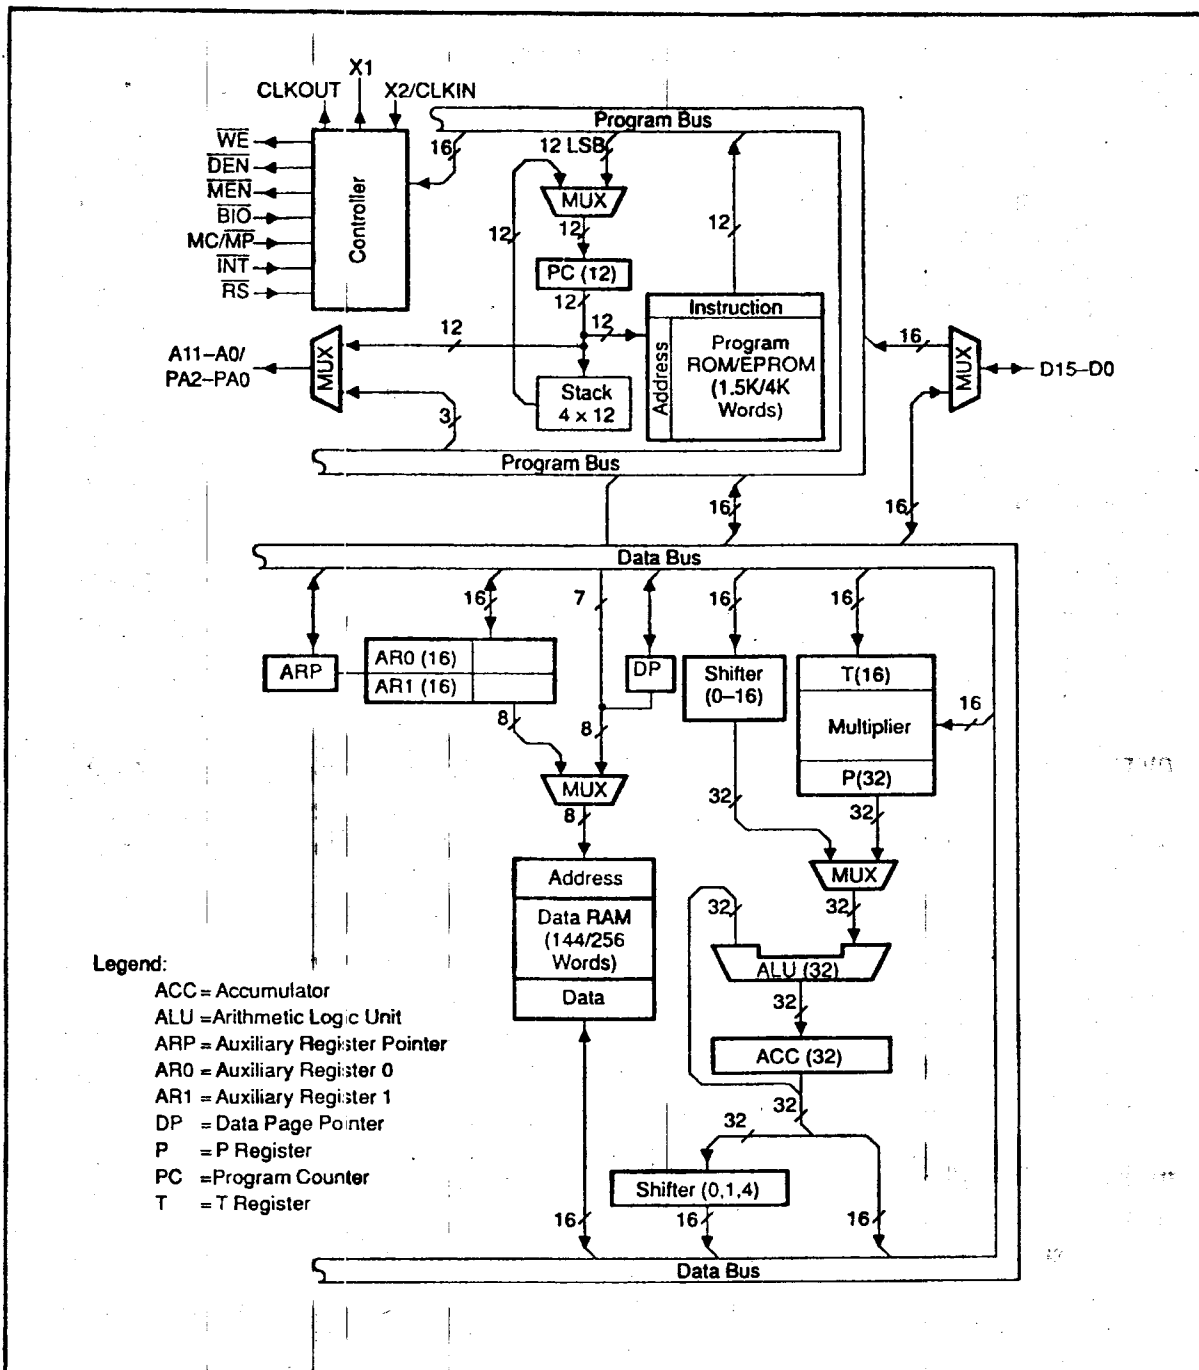 X1
CLKOUT
X2/CLKIN
Program Bus
WE
DEN
MEN
BIO
MC/MP
INT
RS
Controller
16
12 LSB
MUX
12
12
12
PC (12)
12
12
Instruction
Address
Program
ROM/EPROM
(1.5K/4K
Words)
12
A11–A0/
PA2–PA0
MUX
Stack
4 x 12
3
16
MUX
D15–D0
Program Bus
16
16
Data Bus
16
7
16
16
ARP
AR0 (16)
AR1 (16)
DP
Shifter
(0–16)
T(16)
Multiplier
P(32)
16
8
8
MUX
8
32
32
MUX
Address
Data RAM
(144/256
Words)
Data
32
32
ALU (32)
32
ACC (32)
32
32
Shifter (0,1,4)
16
16
16
Data Bus
Legend:
ACC = Accumulator
ALU = Arithmetic Logic Unit
ARP = Auxiliary Register Pointer
AR0 = Auxiliary Register 0
AR1 = Auxiliary Register 1
DP = Data Page Pointer
P = P Register
PC = Program Counter
T = T Register